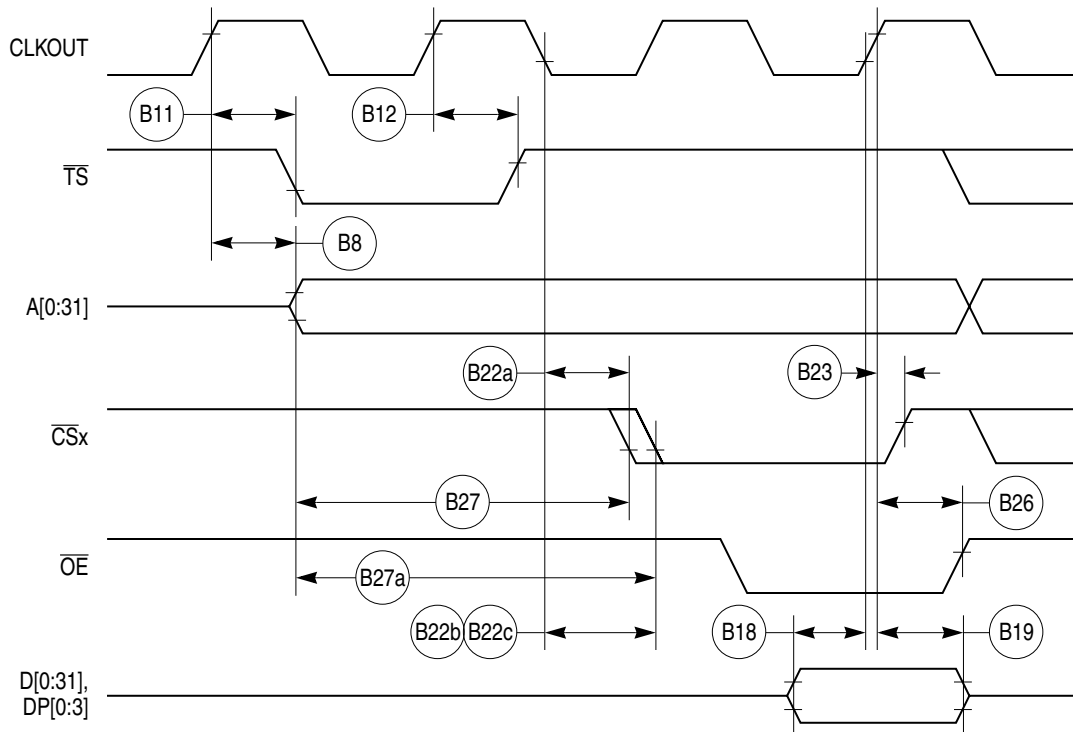 CLKOUT
B11
B12
TS
B8
A[0:31]
B22a
B23
CSx
B27
B26
OE
B27a
B22b B22c
B18
B19
D[0:31],
DP[0:3]